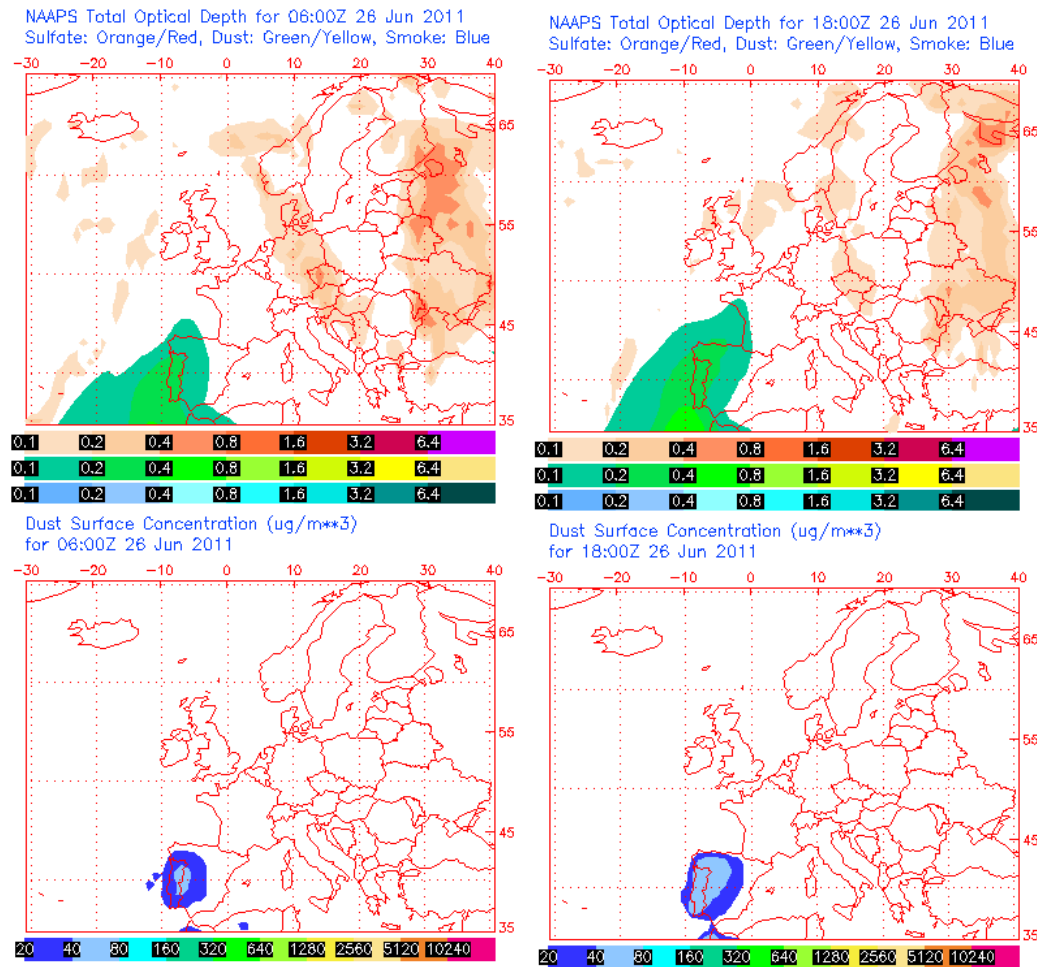 NAAPS Total Optical Depth for 06:00Z 26 Jun 2011
Sulfate: Orange/Red, Dust: Green/Yellow, Smoke: Blue
-30 -20 -10 0 10 20 30 40
65
55
45
35
0.1 0.2 0.4 0.8 1.6 3.2 6.4
0.1 0.2 0.4 0.8 1.6 3.2 6.4
0.1 0.2 0.4 0.8 1.6 3.2 6.4
NAAPS Total Optical Depth for 18:00Z 26 Jun 2011
Sulfate: Orange/Red, Dust: Green/Yellow, Smoke: Blue
-30 -20 -10 0 10 20 30 40
65
55
45
35
0.1 0.2 0.4 0.8 1.6 3.2 6.4
0.1 0.2 0.4 0.8 1.6 3.2 6.4
0.1 0.2 0.4 0.8 1.6 3.2 6.4
Dust Surface Concentration (ug/m**3)
for 06:00Z 26 Jun 2011
-30 -20 -10 0 10 20 30 40
65
55
45
35
20 40 80 160 320 640 1280 2560 5120 10240
Dust Surface Concentration (ug/m**3)
for 18:00Z 26 Jun 2011
-30 -20 -10 0 10 20 30 40
65
55
45
35
20 40 80 160 320 640 1280 2560 5120 10240